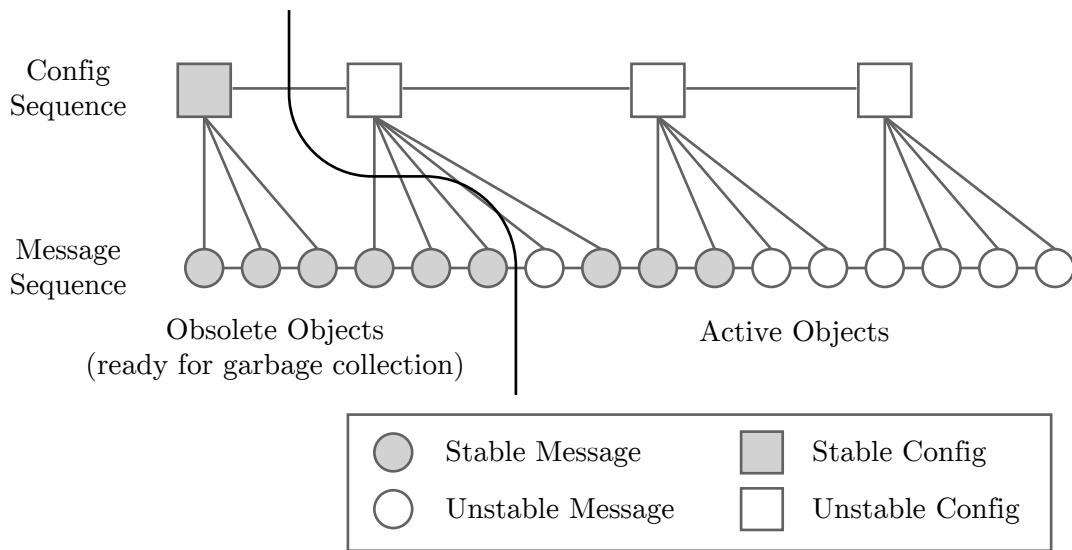 Config
Sequence
Message
Sequence
Obsolete Objects
(ready for garbage collection)
Active Objects
Stable Message
Stable Config
Unstable Message
Unstable Config